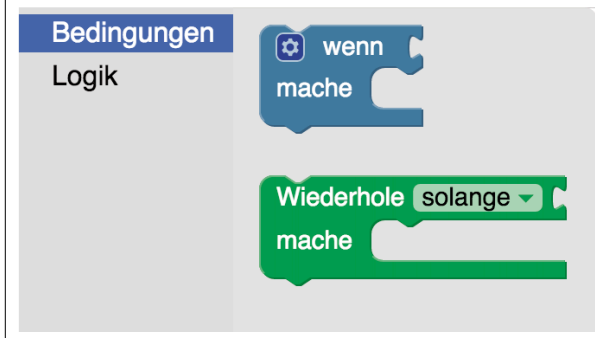 Bedingungen
Logik
wenn
mache
Wiederhole solange
mache